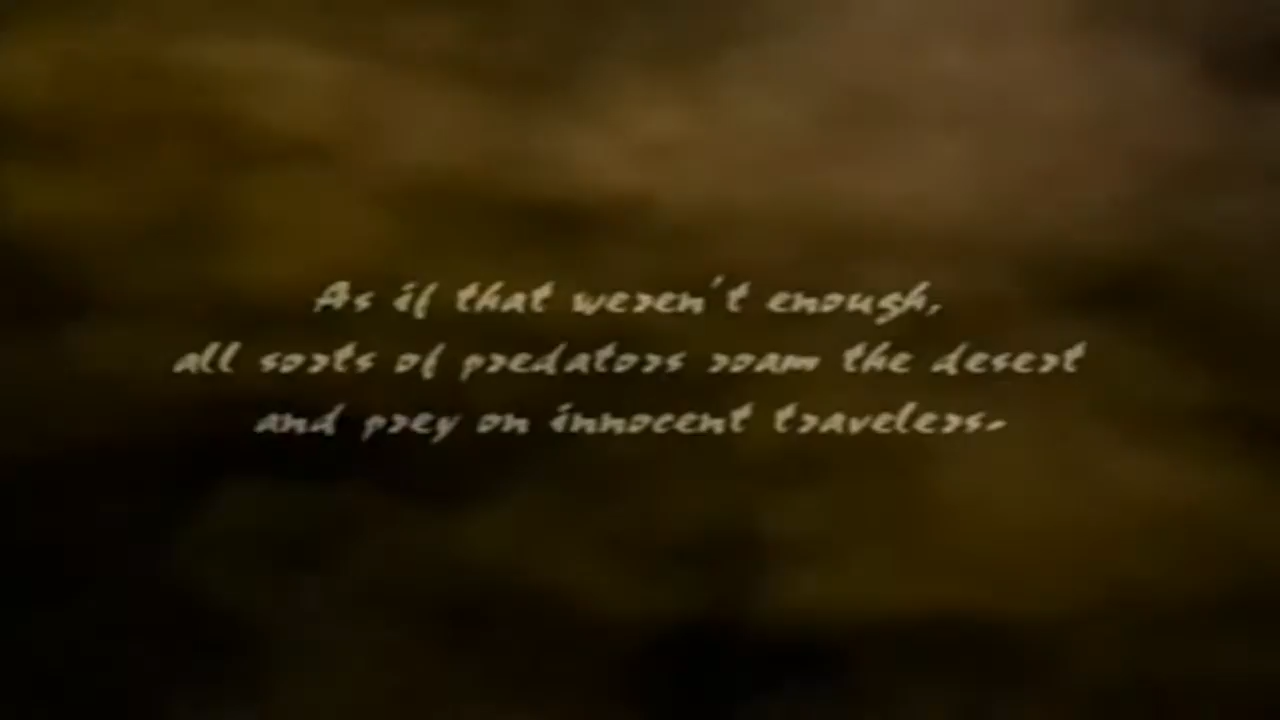 As if that weren't enough,
all sorts of predators roam the desert
and prey on innocent travelers.